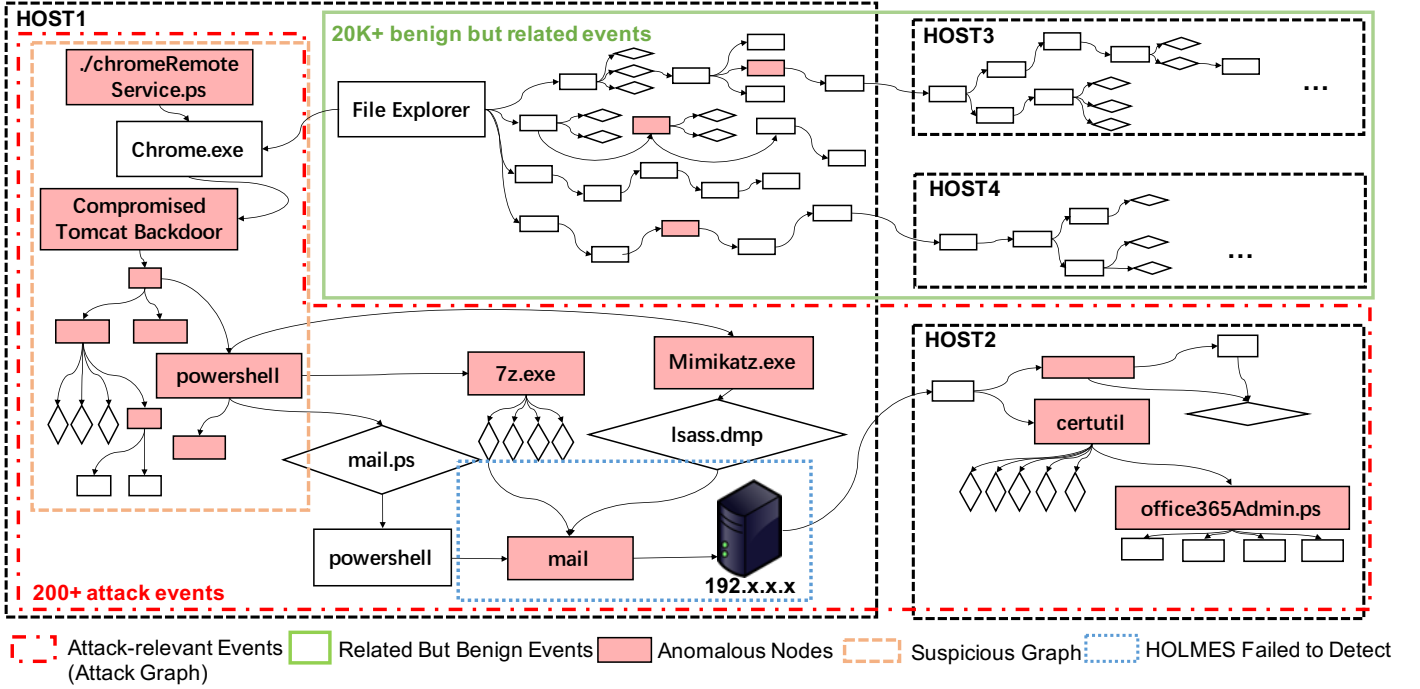 HOST1
20K+ benign but related events
HOST3
./chromeRemote
Service.ps
File Explorer
...
Chrome.exe
HOST4
Compromised
Tomcat Backdoor
...
HOST2
powershell
7z.exe
Mimikatz.exe
certutil
lsass.dmp
mail.ps
office365Admin.ps
powershell
mail
192.x.x.x
200+ attack events
Attack-relevant Events
(Attack Graph)
Related But Benign Events
Anomalous Nodes
Suspicious Graph
HOLMES Failed to Detect